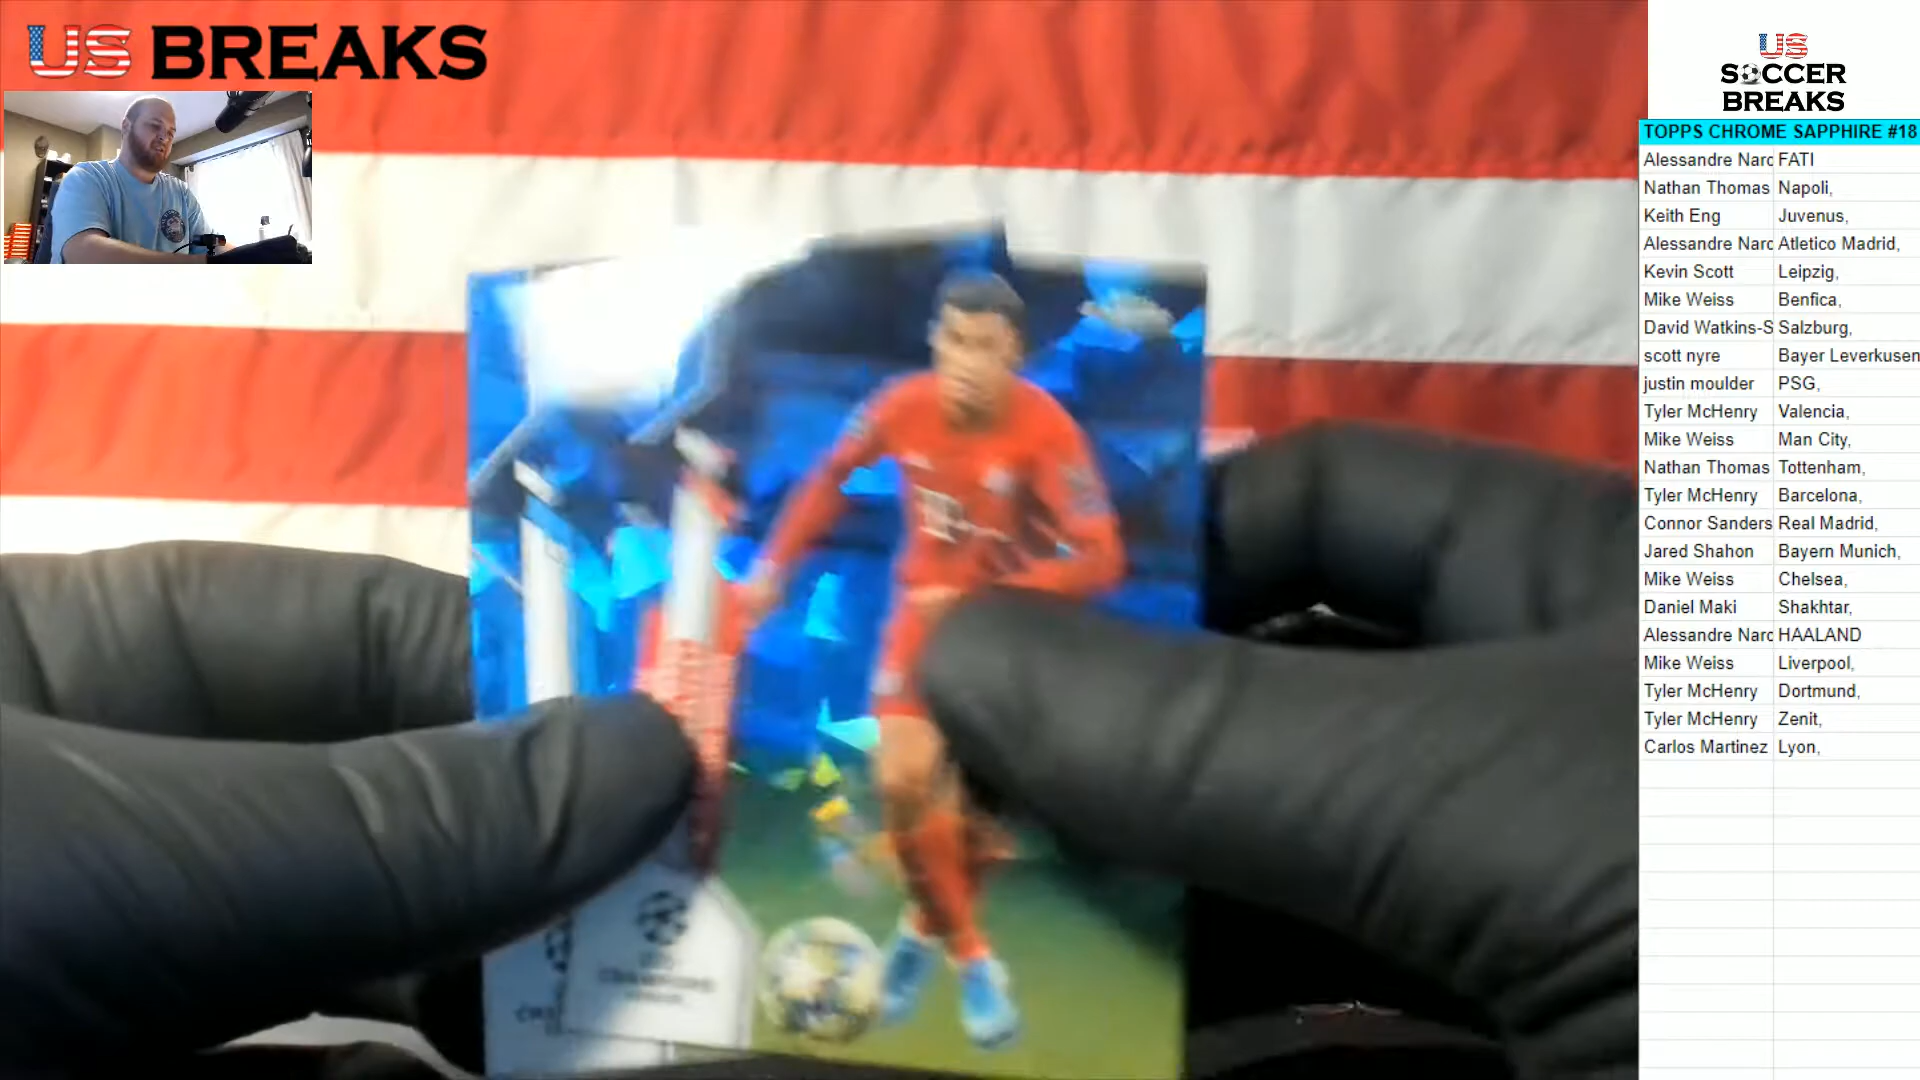 US BREAKS
US
SOCCER
BREAKS
TOPPS CHROME SAPPHIRE #18
Alessandre Narc FATI
Nathan Thomas Napoli,
Keith Eng Juvenus,
Alessandre Narc Atletico Madrid,
Kevin Scott Leipzig,
Mike Weiss Benfica,
David Watkins-S Salzburg,
scott nyre Bayer Leverkusen
justin moulder PSG,
Tyler McHenry Valencia,
Mike Weiss Man City,
Nathan Thomas Tottenham,
Tyler McHenry Barcelona,
Connor Sanders Real Madrid,
Jared Shahon Bayern Munich,
Mike Weiss Chelsea,
Daniel Maki Shakhtar,
Alessandre Narc HAALAND
Mike Weiss Liverpool,
Tyler McHenry Dortmund,
Tyler McHenry Zenit,
Carlos Martinez Lyon,
CHAMPIONS